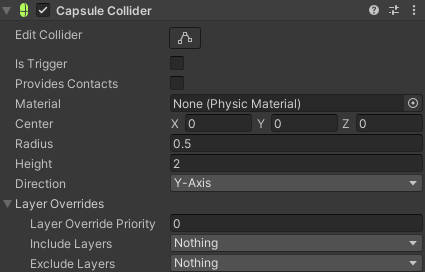 Capsule Collider
Edit Collider
Is Trigger
Provides Contacts
Material None (Physic Material)
Center X 0 Y 0 Z 0
Radius 0.5
Height 2
Direction Y-Axis
Layer Overrides
Layer Override Priority 0
Include Layers Nothing
Exclude Layers Nothing